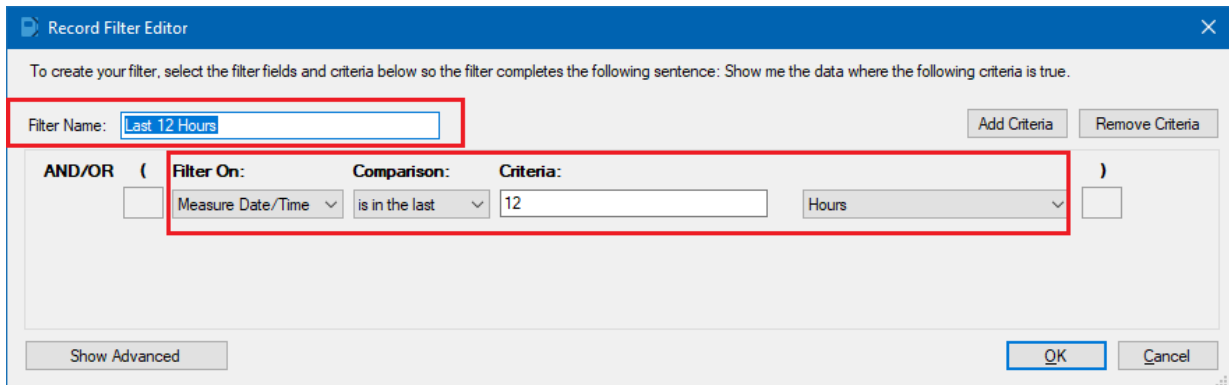 Record Filter Editor
To create your filter, select the filter fields and criteria below so the filter completes the following sentence: Show me the data where the following criteria is true.
Filter Name: Last 12 Hours Add Criteria Remove Criteria
AND/OR ( Filter On: Comparison: Criteria: )
Measure Date/Time is in the last 12 Hours
Show Advanced OK Cancel